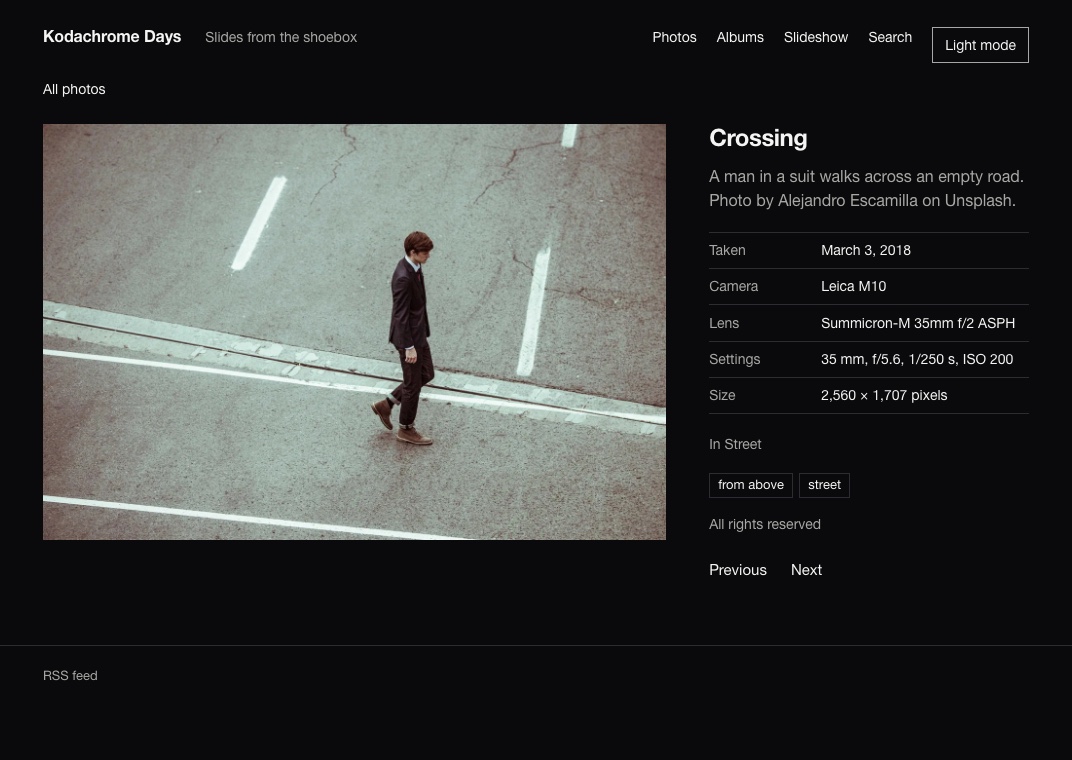 Kodachrome Days
Slides from the shoebox
Photos
Albums
Slideshow
Search
Light mode
All photos
Crossing
A man in a suit walks across an empty road.
Photo by Alejandro Escamilla on Unsplash.
Taken March 3, 2018
Camera Leica M10
Lens Summicron-M 35mm f/2 ASPH
Settings 35 mm, f/5.6, 1/250 s, ISO 200
Size 2,560 × 1,707 pixels
In Street
from above
street
All rights reserved
Previous
Next
RSS feed